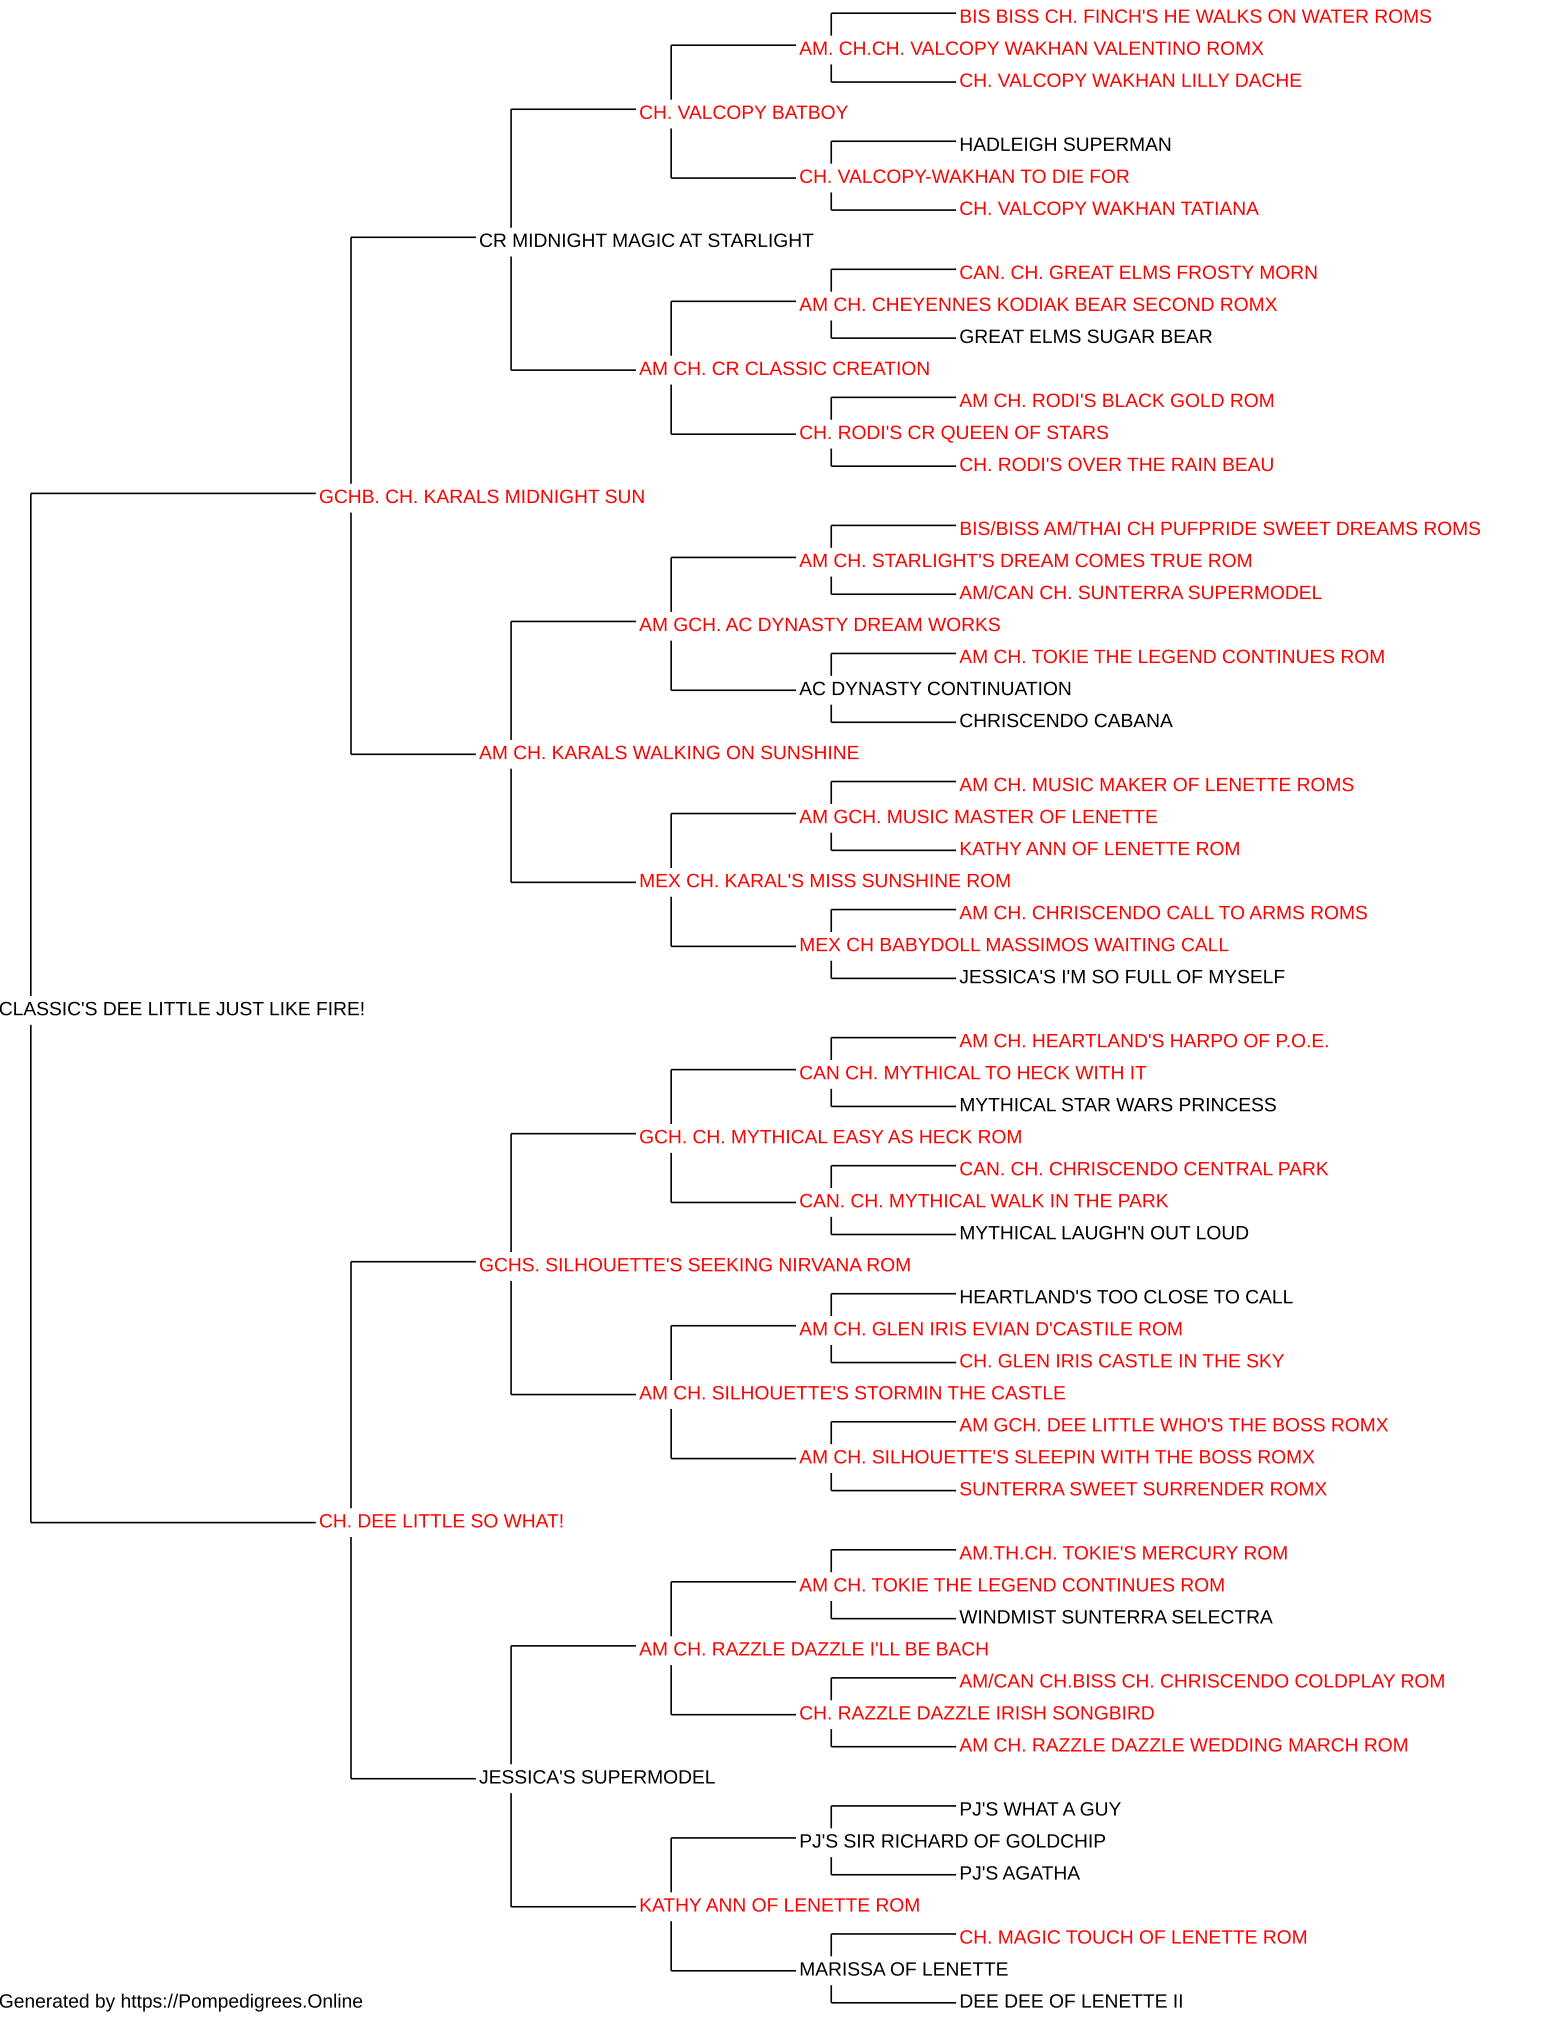 BIS BISS CH. FINCH'S HE WALKS ON WATER ROMS
AM. CH.CH. VALCOPY WAKHAN VALENTINO ROMX
CH. VALCOPY WAKHAN LILLY DACHE
CH. VALCOPY BATBOY
HADLEIGH SUPERMAN
CH. VALCOPY-WAKHAN TO DIE FOR
CH. VALCOPY WAKHAN TATIANA
CR MIDNIGHT MAGIC AT STARLIGHT
CAN. CH. GREAT ELMS FROSTY MORN
AM CH. CHEYENNES KODIAK BEAR SECOND ROMX
GREAT ELMS SUGAR BEAR
AM CH. CR CLASSIC CREATION
AM CH. RODI'S BLACK GOLD ROM
CH. RODI'S CR QUEEN OF STARS
CH. RODI'S OVER THE RAIN BEAU
GCHB. CH. KARALS MIDNIGHT SUN
BIS/BISS AM/THAI CH PUFPRIDE SWEET DREAMS ROMS
AM CH. STARLIGHT'S DREAM COMES TRUE ROM
AM/CAN CH. SUNTERRA SUPERMODEL
AM GCH. AC DYNASTY DREAM WORKS
AM CH. TOKIE THE LEGEND CONTINUES ROM
AC DYNASTY CONTINUATION
CHRISCENDO CABANA
AM CH. KARALS WALKING ON SUNSHINE
AM CH. MUSIC MAKER OF LENETTE ROMS
AM GCH. MUSIC MASTER OF LENETTE
KATHY ANN OF LENETTE ROM
MEX CH. KARAL'S MISS SUNSHINE ROM
AM CH. CHRISCENDO CALL TO ARMS ROMS
MEX CH BABYDOLL MASSIMOS WAITING CALL
JESSICA'S I'M SO FULL OF MYSELF
CLASSIC'S DEE LITTLE JUST LIKE FIRE!
AM CH. HEARTLAND'S HARPO OF P.O.E.
CAN CH. MYTHICAL TO HECK WITH IT
MYTHICAL STAR WARS PRINCESS
GCH. CH. MYTHICAL EASY AS HECK ROM
CAN. CH. CHRISCENDO CENTRAL PARK
CAN. CH. MYTHICAL WALK IN THE PARK
MYTHICAL LAUGH'N OUT LOUD
GCHS. SILHOUETTE'S SEEKING NIRVANA ROM
HEARTLAND'S TOO CLOSE TO CALL
AM CH. GLEN IRIS EVIAN D'CASTILE ROM
CH. GLEN IRIS CASTLE IN THE SKY
AM CH. SILHOUETTE'S STORMIN THE CASTLE
AM GCH. DEE LITTLE WHO'S THE BOSS ROMX
AM CH. SILHOUETTE'S SLEEPIN WITH THE BOSS ROMX
SUNTERRA SWEET SURRENDER ROMX
CH. DEE LITTLE SO WHAT!
AM.TH.CH. TOKIE'S MERCURY ROM
AM CH. TOKIE THE LEGEND CONTINUES ROM
WINDMIST SUNTERRA SELECTRA
AM CH. RAZZLE DAZZLE I'LL BE BACH
AM/CAN CH.BISS CH. CHRISCENDO COLDPLAY ROM
CH. RAZZLE DAZZLE IRISH SONGBIRD
AM CH. RAZZLE DAZZLE WEDDING MARCH ROM
JESSICA'S SUPERMODEL
PJ'S WHAT A GUY
PJ'S SIR RICHARD OF GOLDCHIP
PJ'S AGATHA
KATHY ANN OF LENETTE ROM
CH. MAGIC TOUCH OF LENETTE ROM
MARISSA OF LENETTE
DEE DEE OF LENETTE II
Generated by https://Pompedigrees.Online